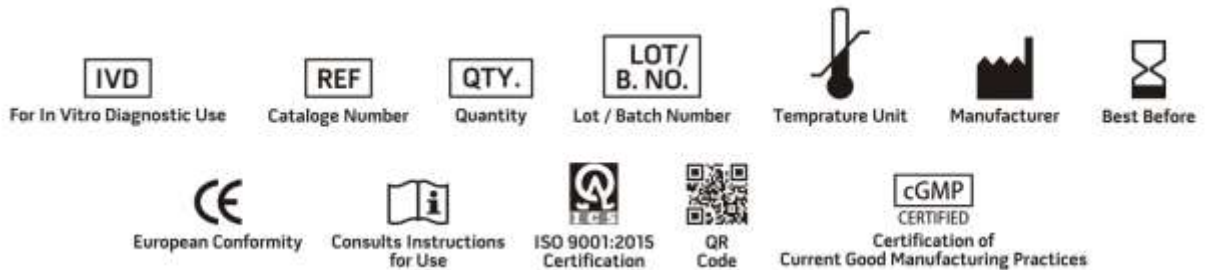 IVD
For In Vitro Diagnostic Use
REF
Cataloge Number
QTY.
Quantity
LOT/
B. NO.
Lot / Batch Number
Temprature Unit
Manufacturer
Best Before
CE
European Conformity
i
Consults Instructions
for Use
ICS
ISO 9001:2015
Certification
QR
Code
cGMP
CERTIFIED
Certification of
Current Good Manufacturing Practices